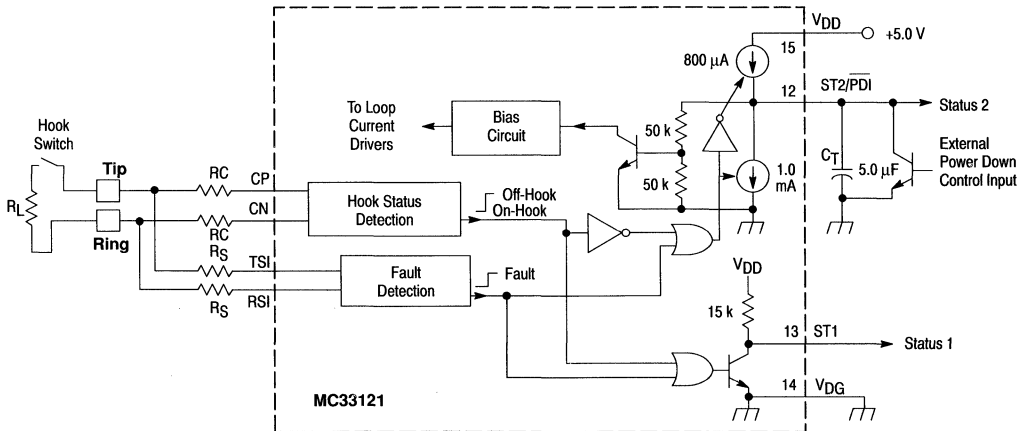 VDD
+5.0 V
15
800 µA
12
ST2/PDI
Status 2
To Loop
Current
Drivers
Bias
Circuit
50 k
50 k
1.0
mA
CT
5.0 µF
External
Power Down
Control Input
Hook
Switch
RL
Tip
Ring
RC
CP
RC
CN
RS
TSI
RS
RSI
Hook Status
Detection
Off-Hook
On-Hook
Fault
Detection
Fault
VDD
15 k
13
ST1
Status 1
14
VDG
MC33121